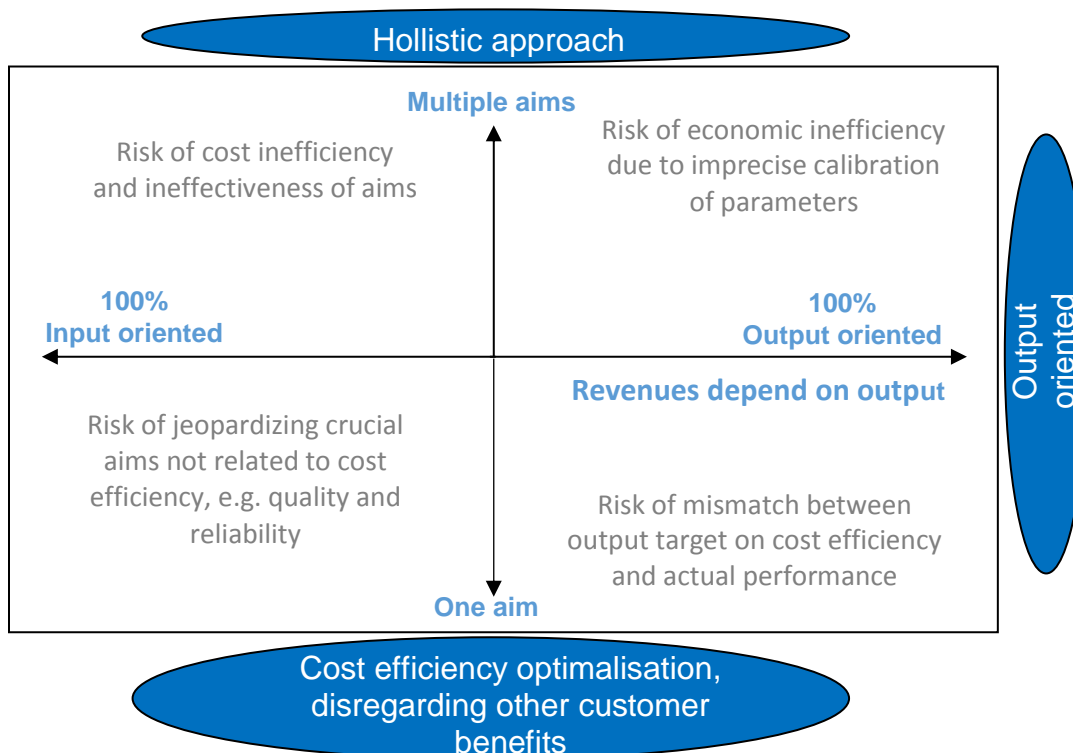 Hollistic approach
Multiple aims
Risk of cost inefficiency
and ineffectiveness of aims
Risk of economic inefficiency
due to imprecise calibration
of parameters
100%
Input oriented
100%
Output oriented
Revenues depend on output
Output
oriented
Risk of jeopardizing crucial
aims not related to cost
efficiency, e.g. quality and
reliability
Risk of mismatch between
output target on cost efficiency
and actual performance
One aim
Cost efficiency optimalisation,
disregarding other customer
benefits